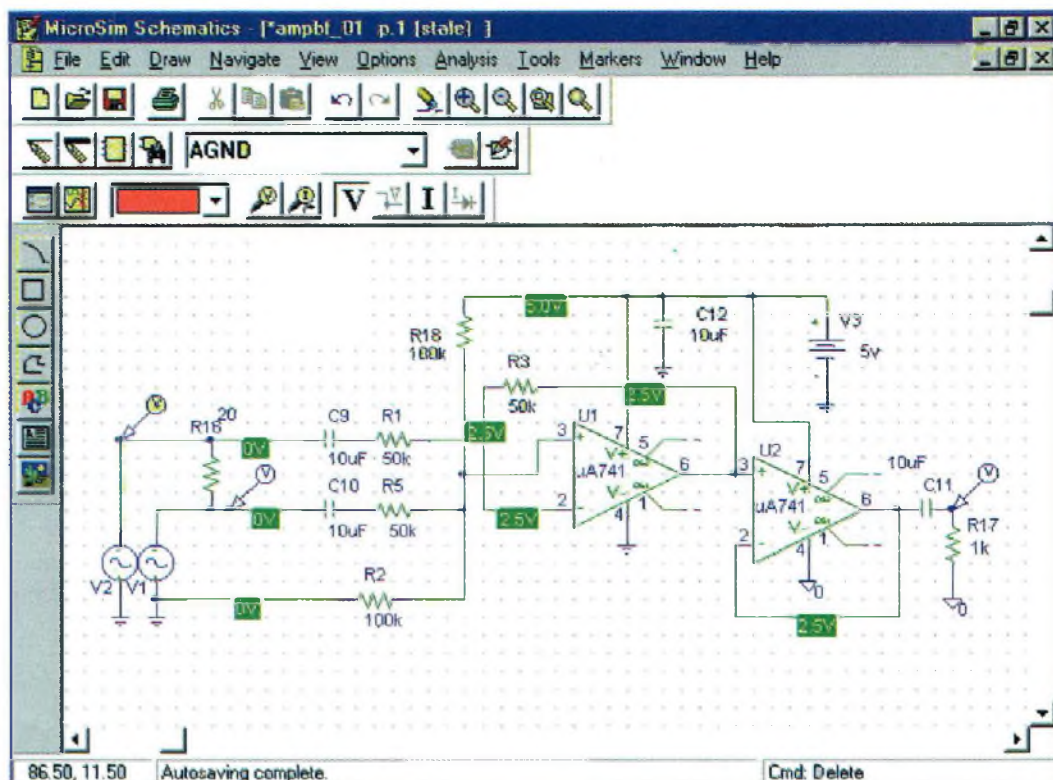 MicroSim Schematics - [*ampbf_01 p.1 [stale] ]
File Edit Draw Navigate View Options Analysis Tools Markers Window Help
AGND
V I
5.0V
C12
10uF
V3
5v
R18
100k
R3
50k
2.5V
20
R16
0V
C9
10uF
R1
50k
2.5V
3
U1
7
V+
5
uA741
6
2
2.5V
V-
4
1
V
V
0V
C10
10uF
R5
50k
3
U2
7
V+
5
uA741
6
2
V-
4
1
10uF
C11
V
R17
1k
0
0
V2
V1
0V
R2
100k
2.5V
86.50, 11.50 Autosaving complete. Cmd: Delete